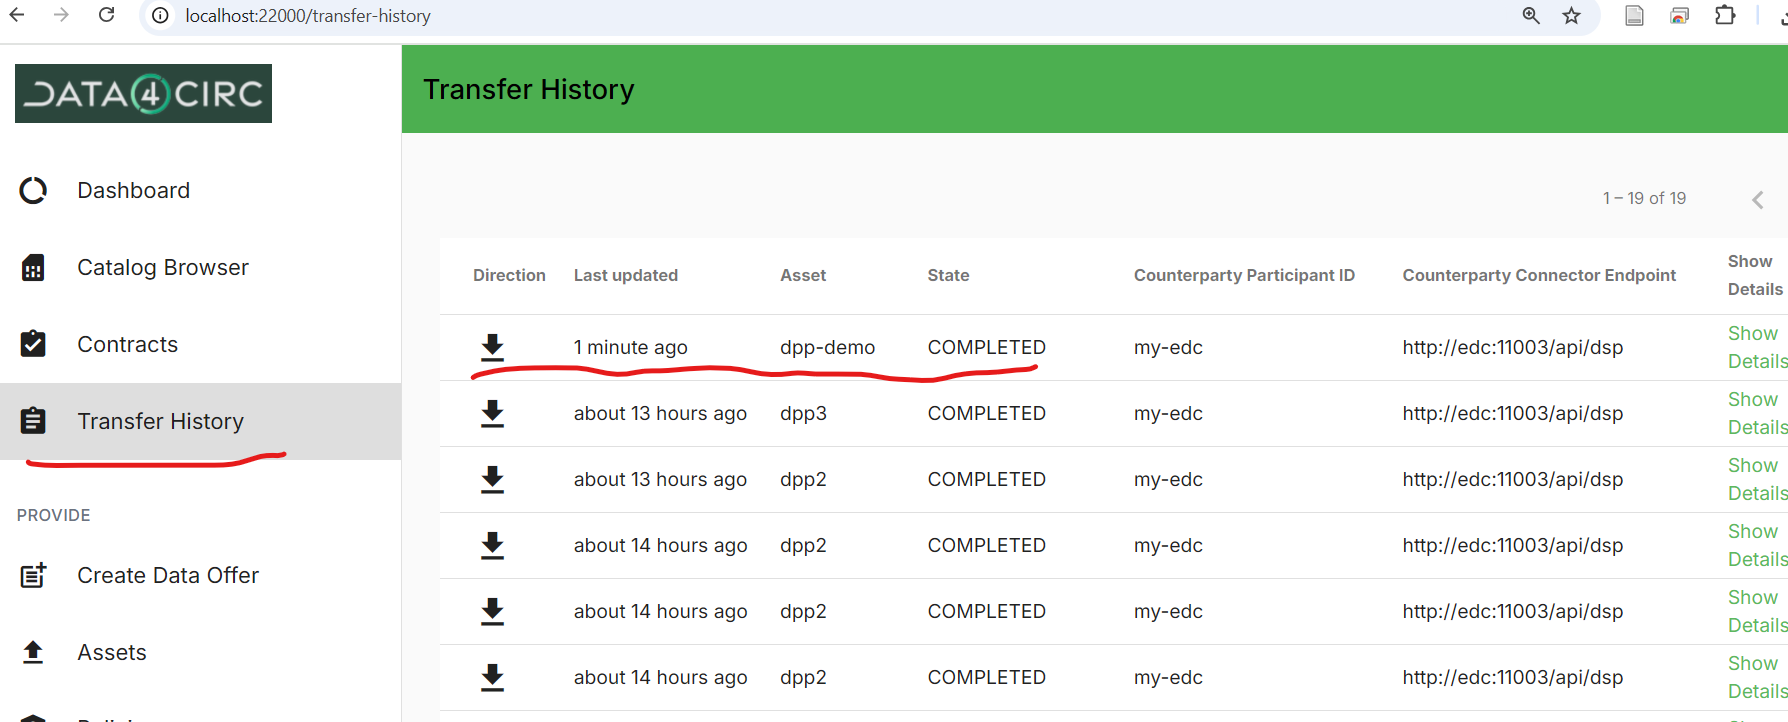 localhost:22000/transfer-history
DATA4CIRC
Transfer History
Dashboard
Catalog Browser
Contracts
Transfer History
PROVIDE
Create Data Offer
Assets
1 – 19 of 19
Direction Last updated Asset State Counterparty Participant ID Counterparty Connector Endpoint Show Details
1 minute ago dpp-demo COMPLETED my-edc http://edc:11003/api/dsp Show Details
about 13 hours ago dpp3 COMPLETED my-edc http://edc:11003/api/dsp Show Details
about 13 hours ago dpp2 COMPLETED my-edc http://edc:11003/api/dsp Show Details
about 14 hours ago dpp2 COMPLETED my-edc http://edc:11003/api/dsp Show Details
about 14 hours ago dpp2 COMPLETED my-edc http://edc:11003/api/dsp Show Details
about 14 hours ago dpp2 COMPLETED my-edc http://edc:11003/api/dsp Show Details